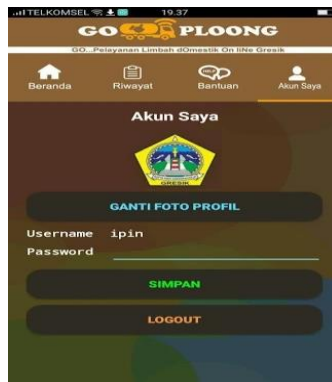 TELKOMSEL 19.37
GO PLOONG
GO...Pelayanan Limbah dOmestik On liNe Gresik
Beranda Riwayat Bantuan Akun Saya
Akun Saya
GRESIK
GANTI FOTO PROFIL
Username ipin
Password
SIMPAN
LOGOUT